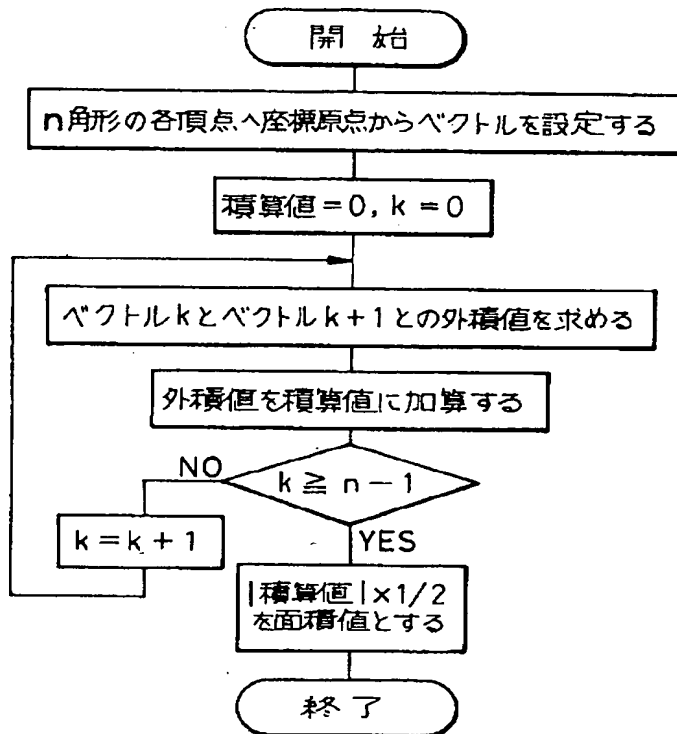 開始
n角形の各頂点へ座標原点からベクトルを設定する
積算値=0, k=0
ベクトルkとベクトルk+1との外積値を求める
外積値を積算値に加算する
NO
k≧n-1
k=k+1
YES
|積算値|×1/2
を面積値とする
終了